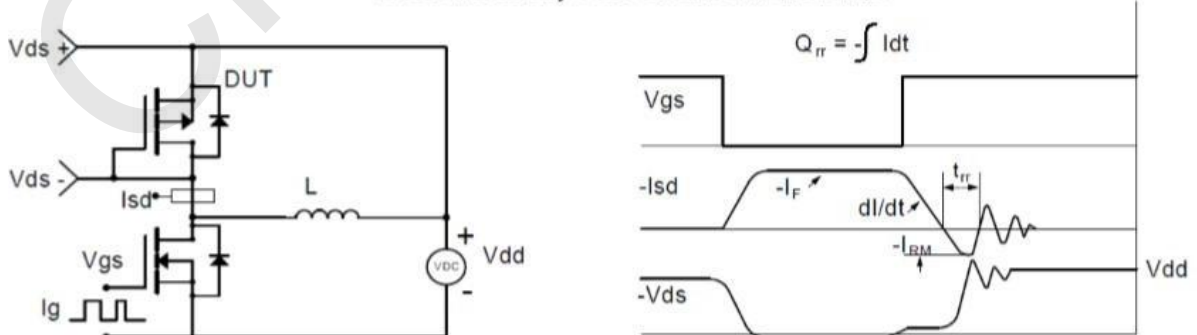 Vds +
DUT
Vds -
Isd
L
Vgs
Ig
+
VDC
-
Vdd
Qrr = -∫ Idt
Vgs
-Isd
-IF
dI/dt
trr
-IRM
Vdd
-Vds